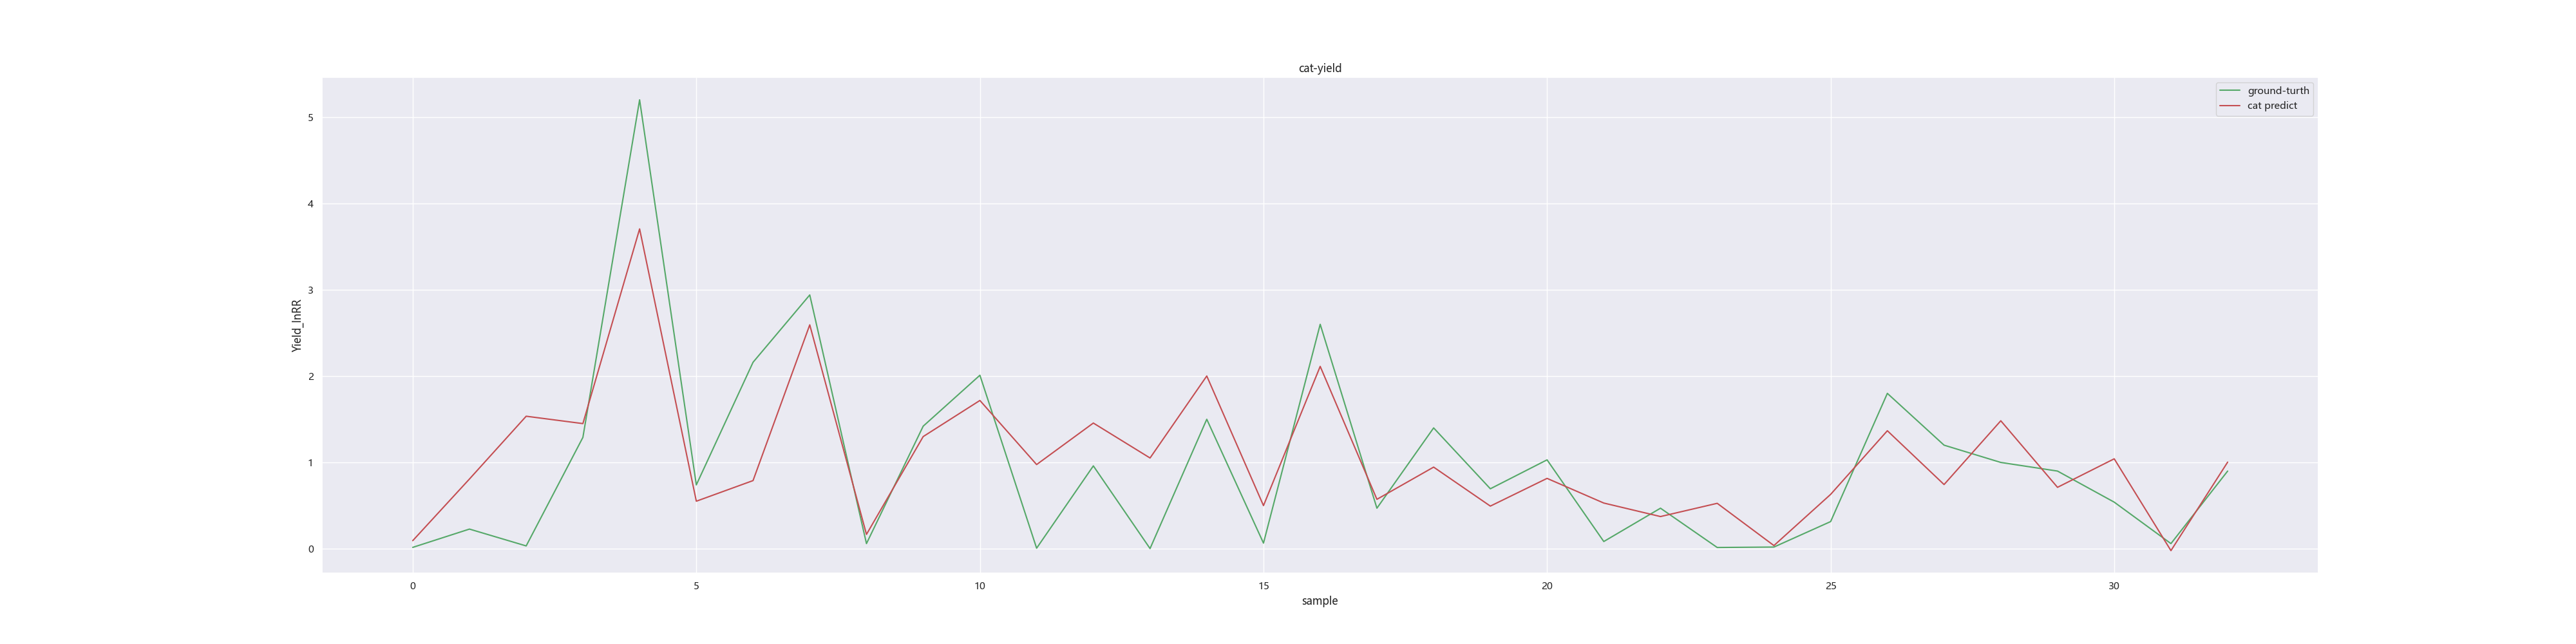 cat-yield
ground-turth
cat predict
Yield_lnRR
5
4
3
2
1
0
0 5 10 15 20 25 30
sample